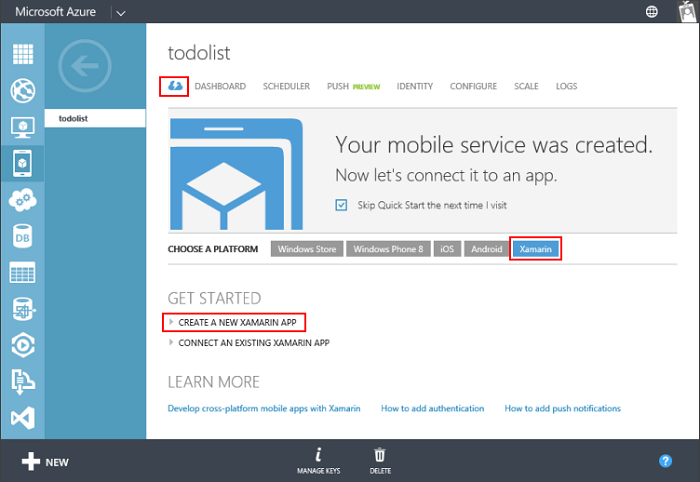 Microsoft Azure
todolist
todolist
DASHBOARD SCHEDULER PUSH PREVIEW IDENTITY CONFIGURE SCALE LOGS
Your mobile service was created.
Now let's connect it to an app.
Skip Quick Start the next time I visit
CHOOSE A PLATFORM Windows Store Windows Phone 8 iOS Android Xamarin
GET STARTED
CREATE A NEW XAMARIN APP
CONNECT AN EXISTING XAMARIN APP
LEARN MORE
Develop cross-platform mobile apps with Xamarin How to add authentication How to add push notifications
DB
NEW
MANAGE KEYS DELETE
?